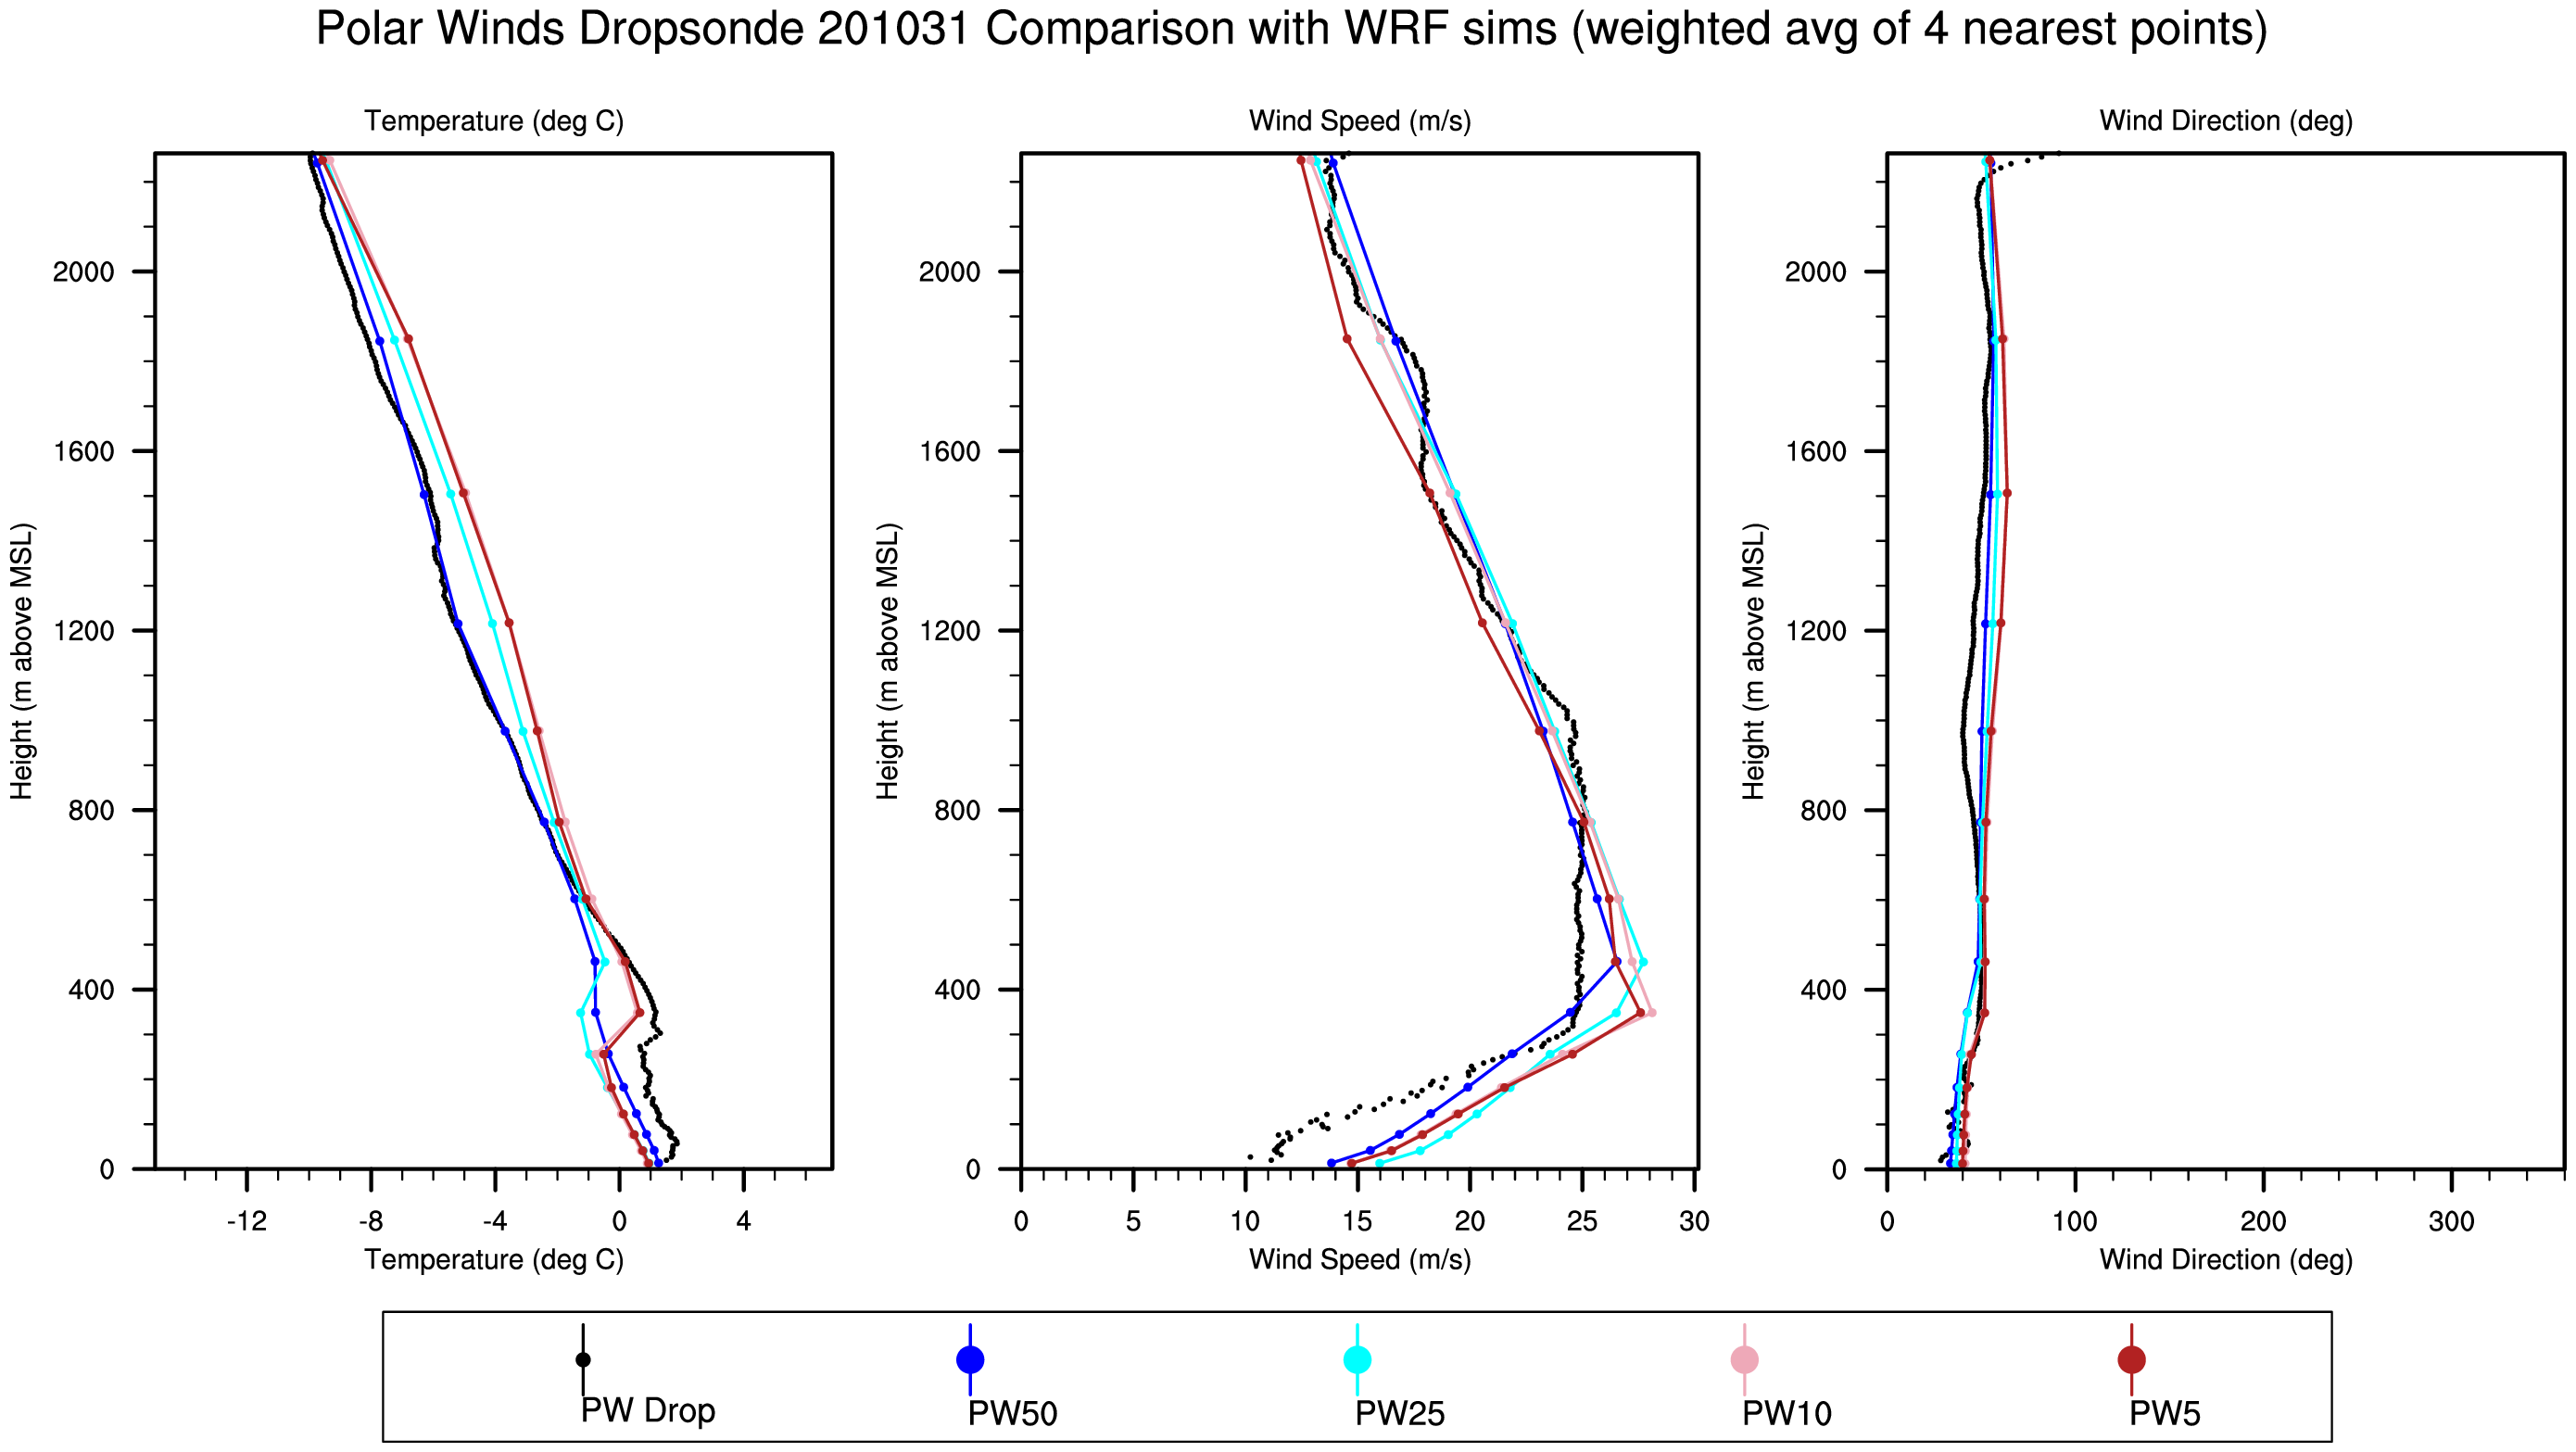 Polar Winds Dropsonde 201031 Comparison with WRF sims (weighted avg of 4 nearest points)
Temperature (deg C)
Wind Speed (m/s)
Wind Direction (deg)
Height (m above MSL)
2000
1600
1200
800
400
0
-12 -8 -4 0 4
Temperature (deg C)
Height (m above MSL)
2000
1600
1200
800
400
0
0 5 10 15 20 25 30
Wind Speed (m/s)
Height (m above MSL)
2000
1600
1200
800
400
0
0 100 200 300
Wind Direction (deg)
PW Drop PW50 PW25 PW10 PW5